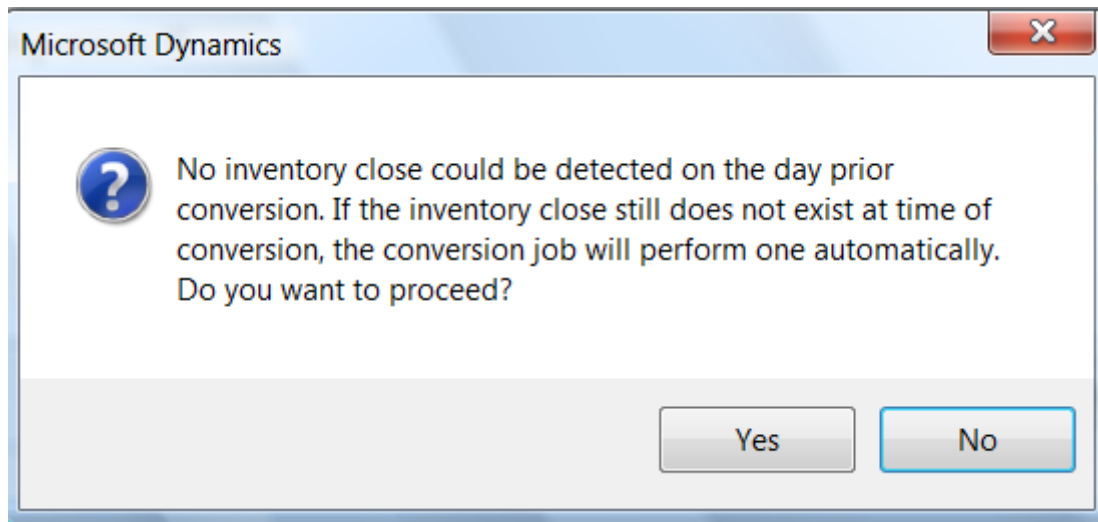 Microsoft Dynamics
No inventory close could be detected on the day prior
conversion. If the inventory close still does not exist at time of
conversion, the conversion job will perform one automatically.
Do you want to proceed?
Yes
No